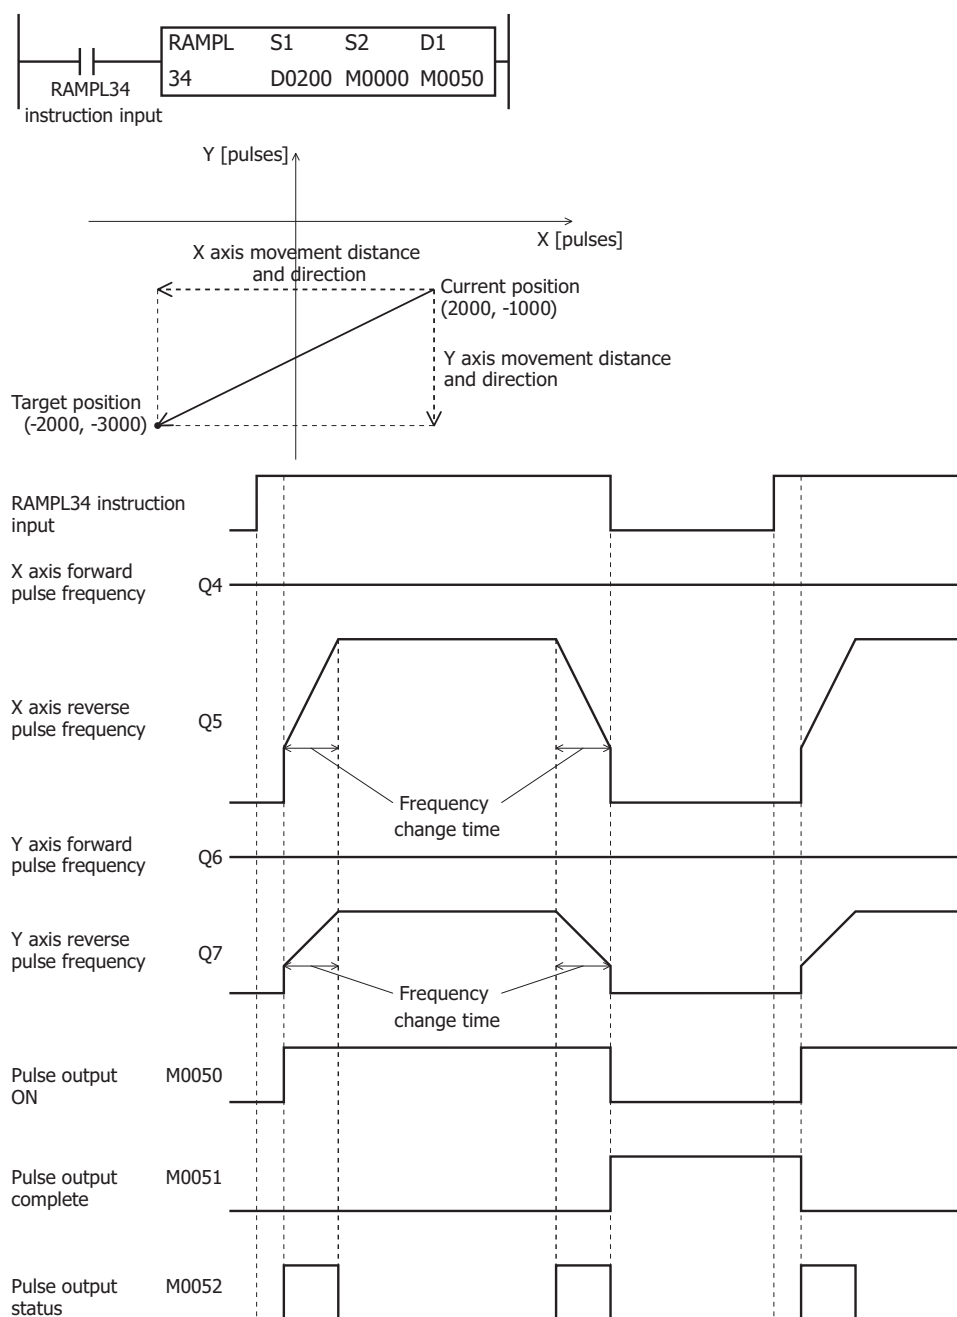 RAMPL S1 S2 D1
34 D0200 M0000 M0050
RAMPL34
instruction input
Y [pulses]
X [pulses]
X axis movement distance
and direction
Current position
(2000, -1000)
Y axis movement distance
and direction
Target position
(-2000, -3000)
RAMPL34 instruction
input
X axis forward
pulse frequency
Q4
X axis reverse
pulse frequency
Q5
Frequency
change time
Y axis forward
pulse frequency
Q6
Y axis reverse
pulse frequency
Q7
Frequency
change time
Pulse output
ON
M0050
Pulse output
complete
M0051
Pulse output
status
M0052